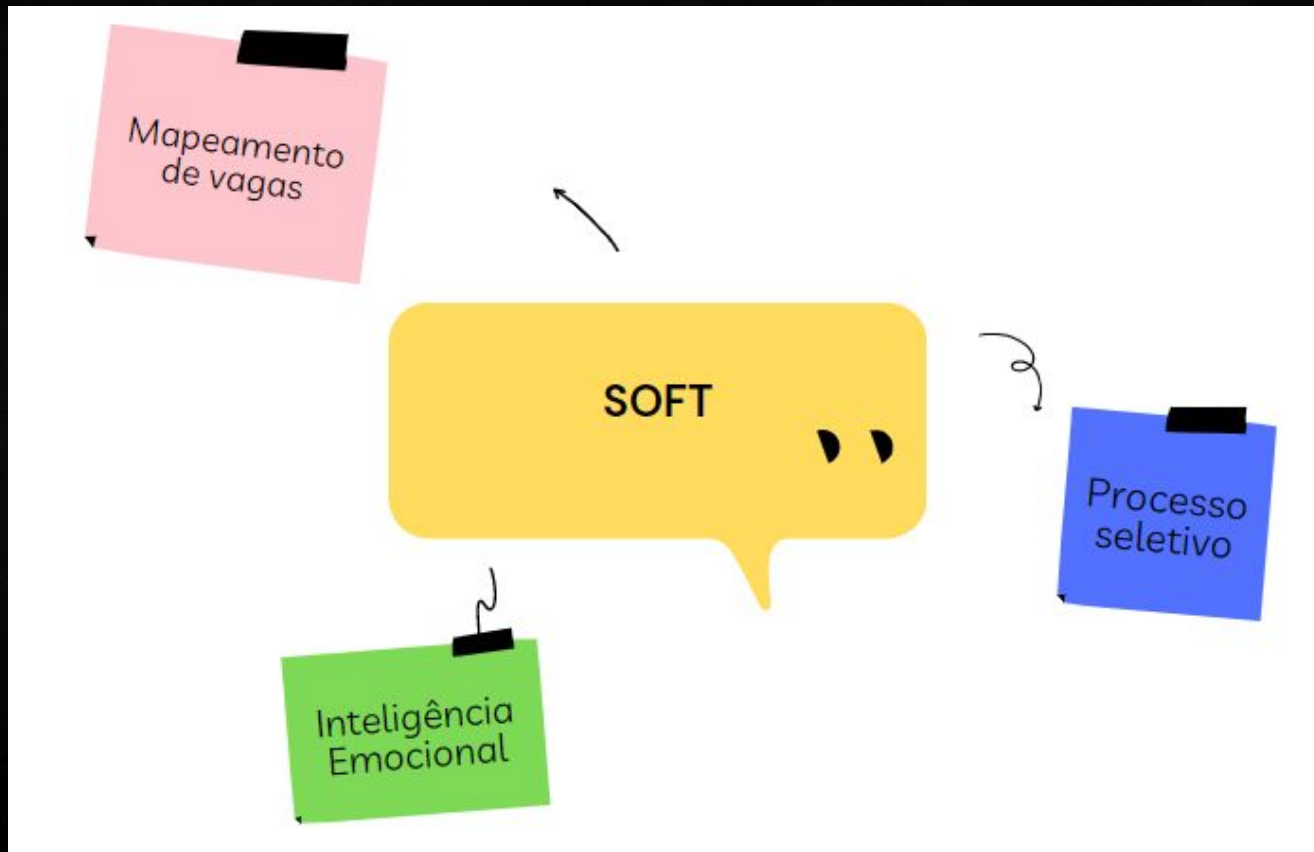 Mapeamento
de vagas
SOFT
Processo
seletivo
Inteligência
Emocional